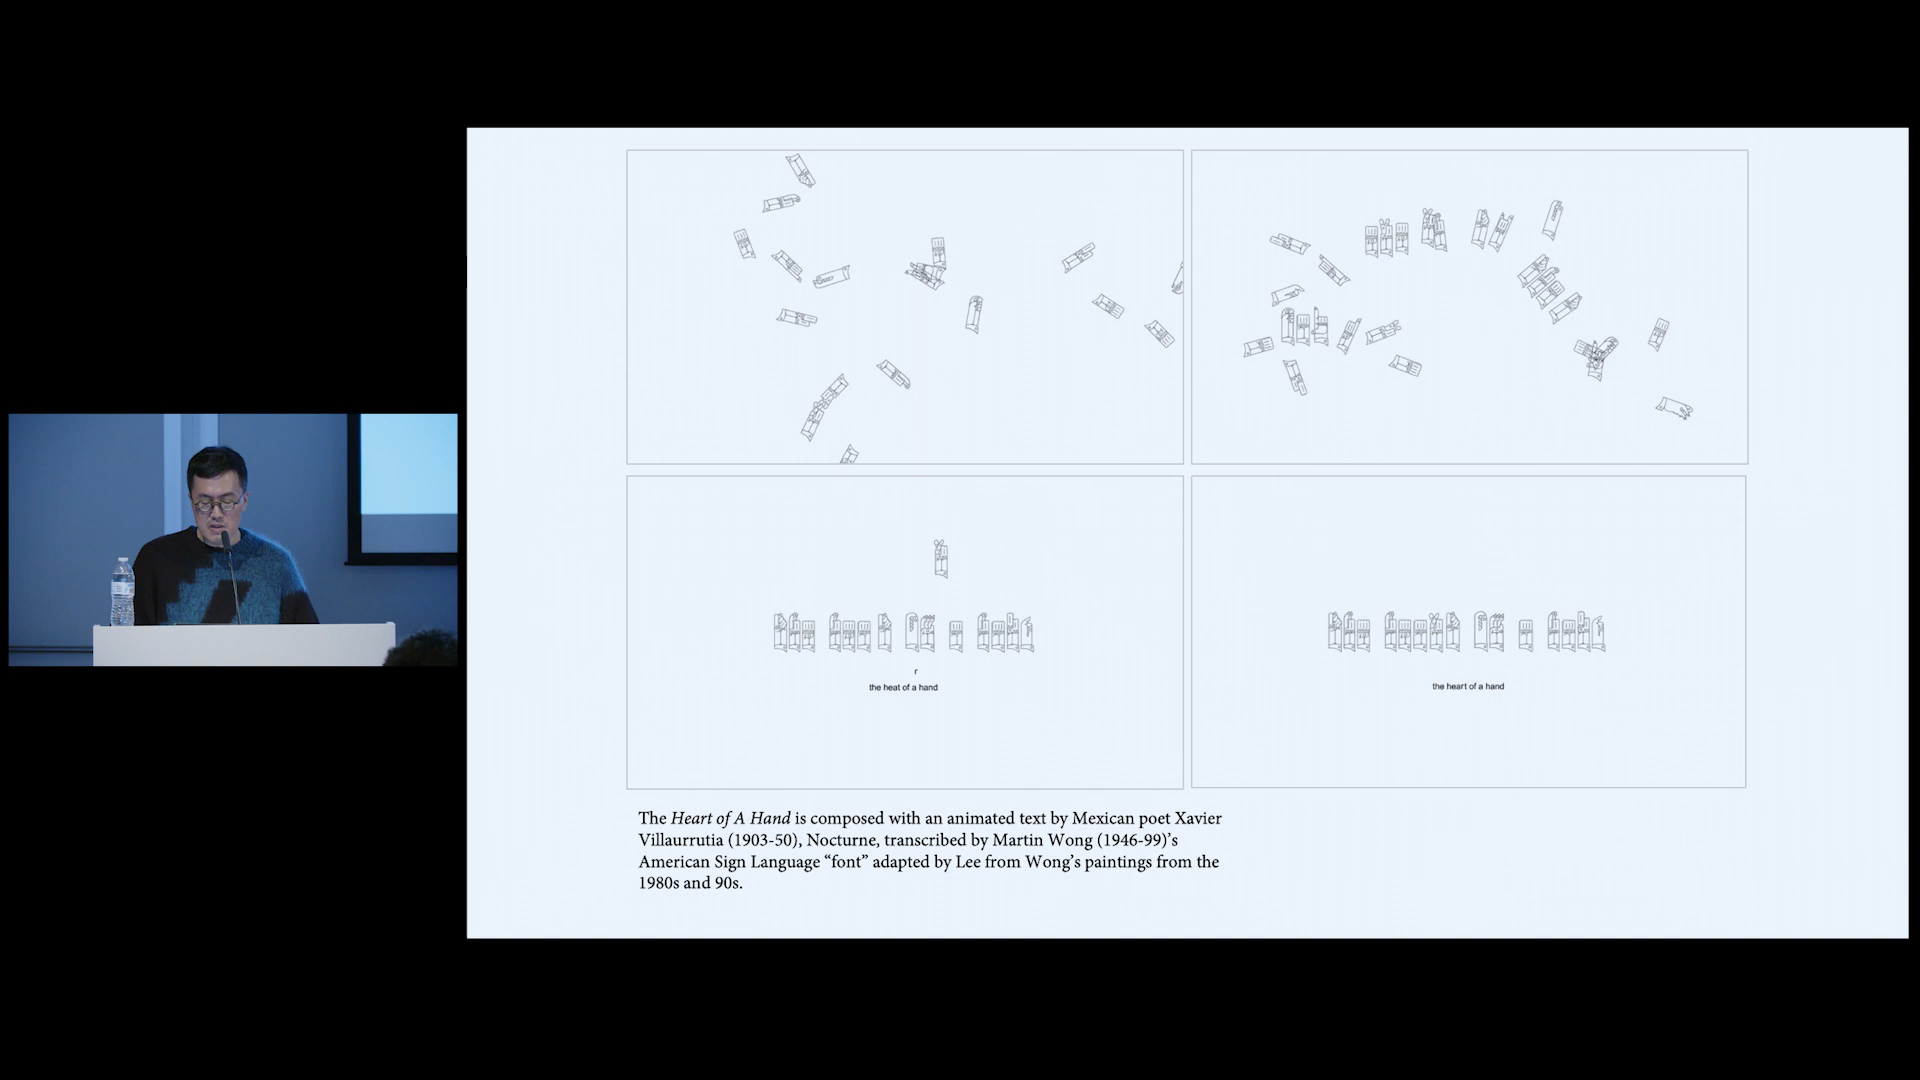 r
the heat of a hand
the heart of a hand
The Heart of A Hand is composed with an animated text by Mexican poet Xavier
Villaurrutia (1903-50), Nocturne, transcribed by Martin Wong (1946-99)’s
American Sign Language “font” adapted by Lee from Wong’s paintings from the
1980s and 90s.